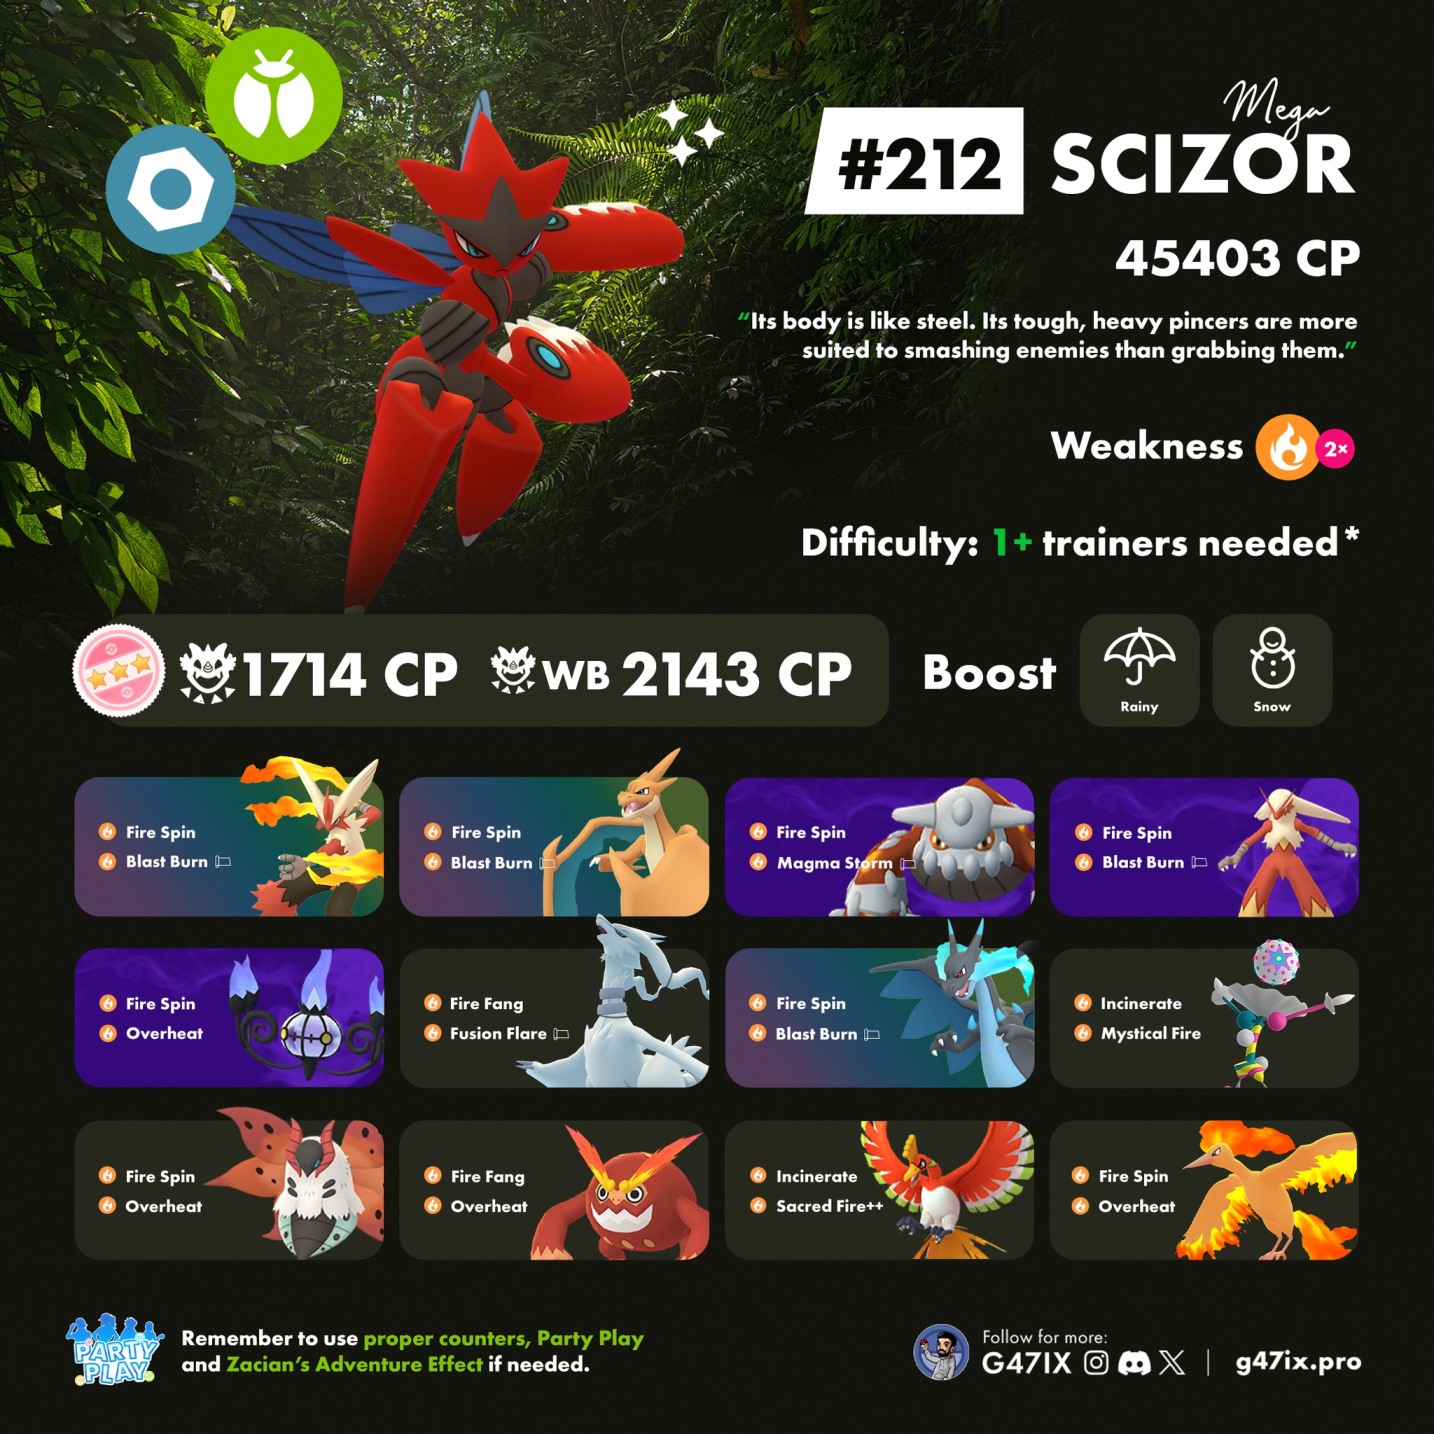 Mega
#212 SCIZOR
45403 CP
“Its body is like steel. Its tough, heavy pincers are more
suited to smashing enemies than grabbing them.”
Weakness 2×
Difficulty: 1+ trainers needed*
1714 CP WB 2143 CP Boost
Rainy Snow
Fire Spin
Blast Burn
Fire Spin
Blast Burn
Fire Spin
Magma Storm
Fire Spin
Blast Burn
Fire Spin
Overheat
Fire Fang
Fusion Flare
Fire Spin
Blast Burn
Incinerate
Mystical Fire
Fire Spin
Overheat
Fire Fang
Overheat
Incinerate
Sacred Fire++
Fire Spin
Overheat
PARTY
PLAY
Remember to use proper counters, Party Play
and Zacian’s Adventure Effect if needed.
Follow for more:
G47IX | g47ix.pro